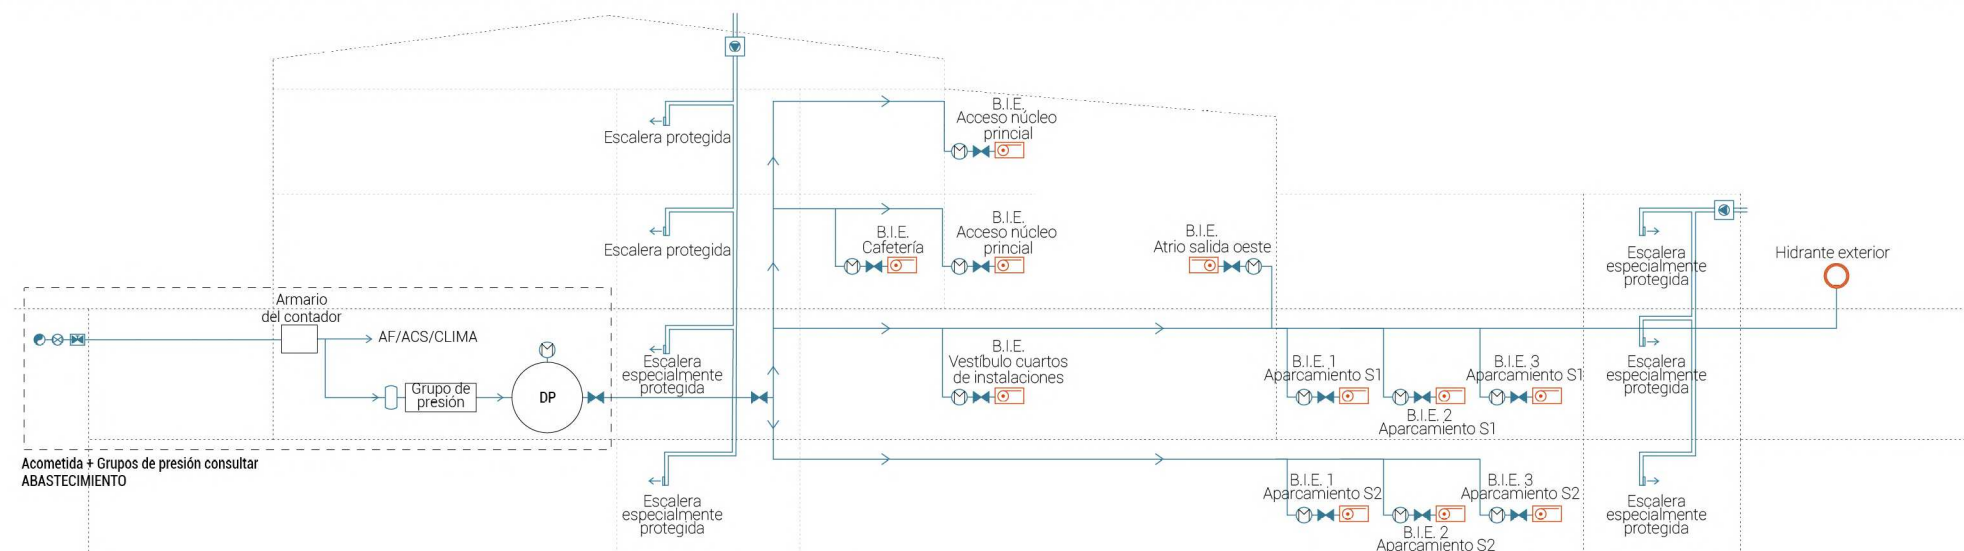 B.I.E.
Acceso núcleo
princial
Escalera protegida
B.I.E.
Acceso núcleo
princial
B.I.E.
Cafetería
B.I.E.
Atrio salida oeste
Escalera protegida
Escalera
especialmente
protegida
Hidrante exterior
Armario
del contador
AF/ACS/CLIMA
Grupo de
presión
M
DP
Escalera
especialmente
protegida
B.I.E.
Vestíbulo cuartos
de instalaciones
M
B.I.E. 1
Aparcamiento S1
B.I.E. 2
Aparcamiento S1
B.I.E. 3
Aparcamiento S1
Escalera
especialmente
protegida
Acometida + Grupos de presión consultar
ABASTECIMIENTO
Escalera
especialmente
protegida
B.I.E. 1
Aparcamiento S2
B.I.E. 2
Aparcamiento S2
B.I.E. 3
Aparcamiento S2
Escalera
especialmente
protegida